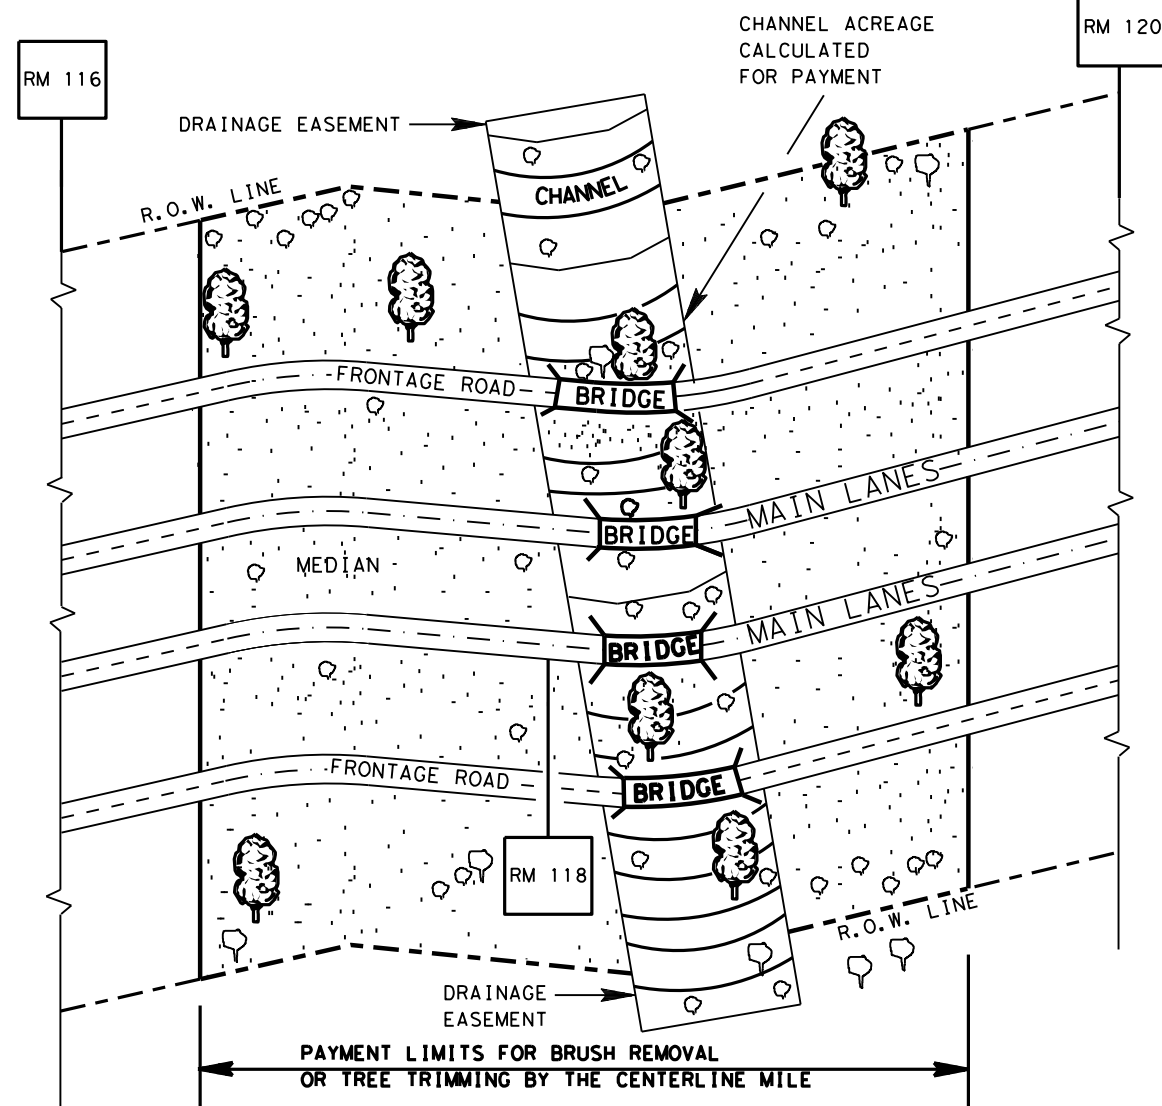 CHANNEL ACREAGE
CALCULATED
FOR PAYMENT
RM 120
RM 116
DRAINAGE EASEMENT
R.O.W. LINE
CHANNEL
FRONTAGE ROAD
BRIDGE
MAIN LANES
BRIDGE
MEDIAN
MAIN LANES
BRIDGE
FRONTAGE ROAD
BRIDGE
RM 118
R.O.W. LINE
DRAINAGE
EASEMENT
PAYMENT LIMITS FOR BRUSH REMOVAL
OR TREE TRIMMING BY THE CENTERLINE MILE